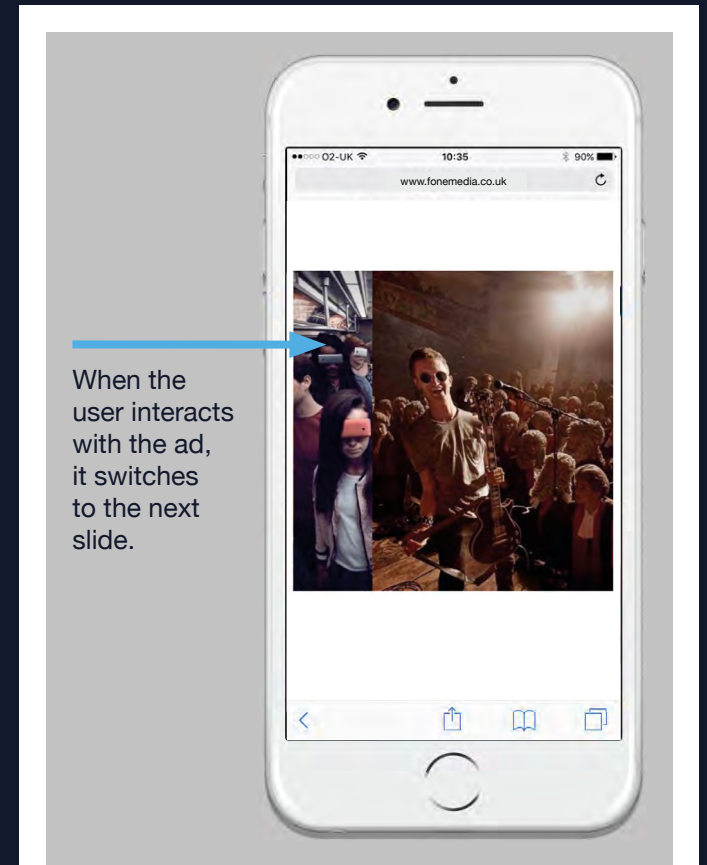 O2-UK 10:35 90%
www.fonemedia.co.uk
When the
user interacts
with the ad,
it switches
to the next
slide.